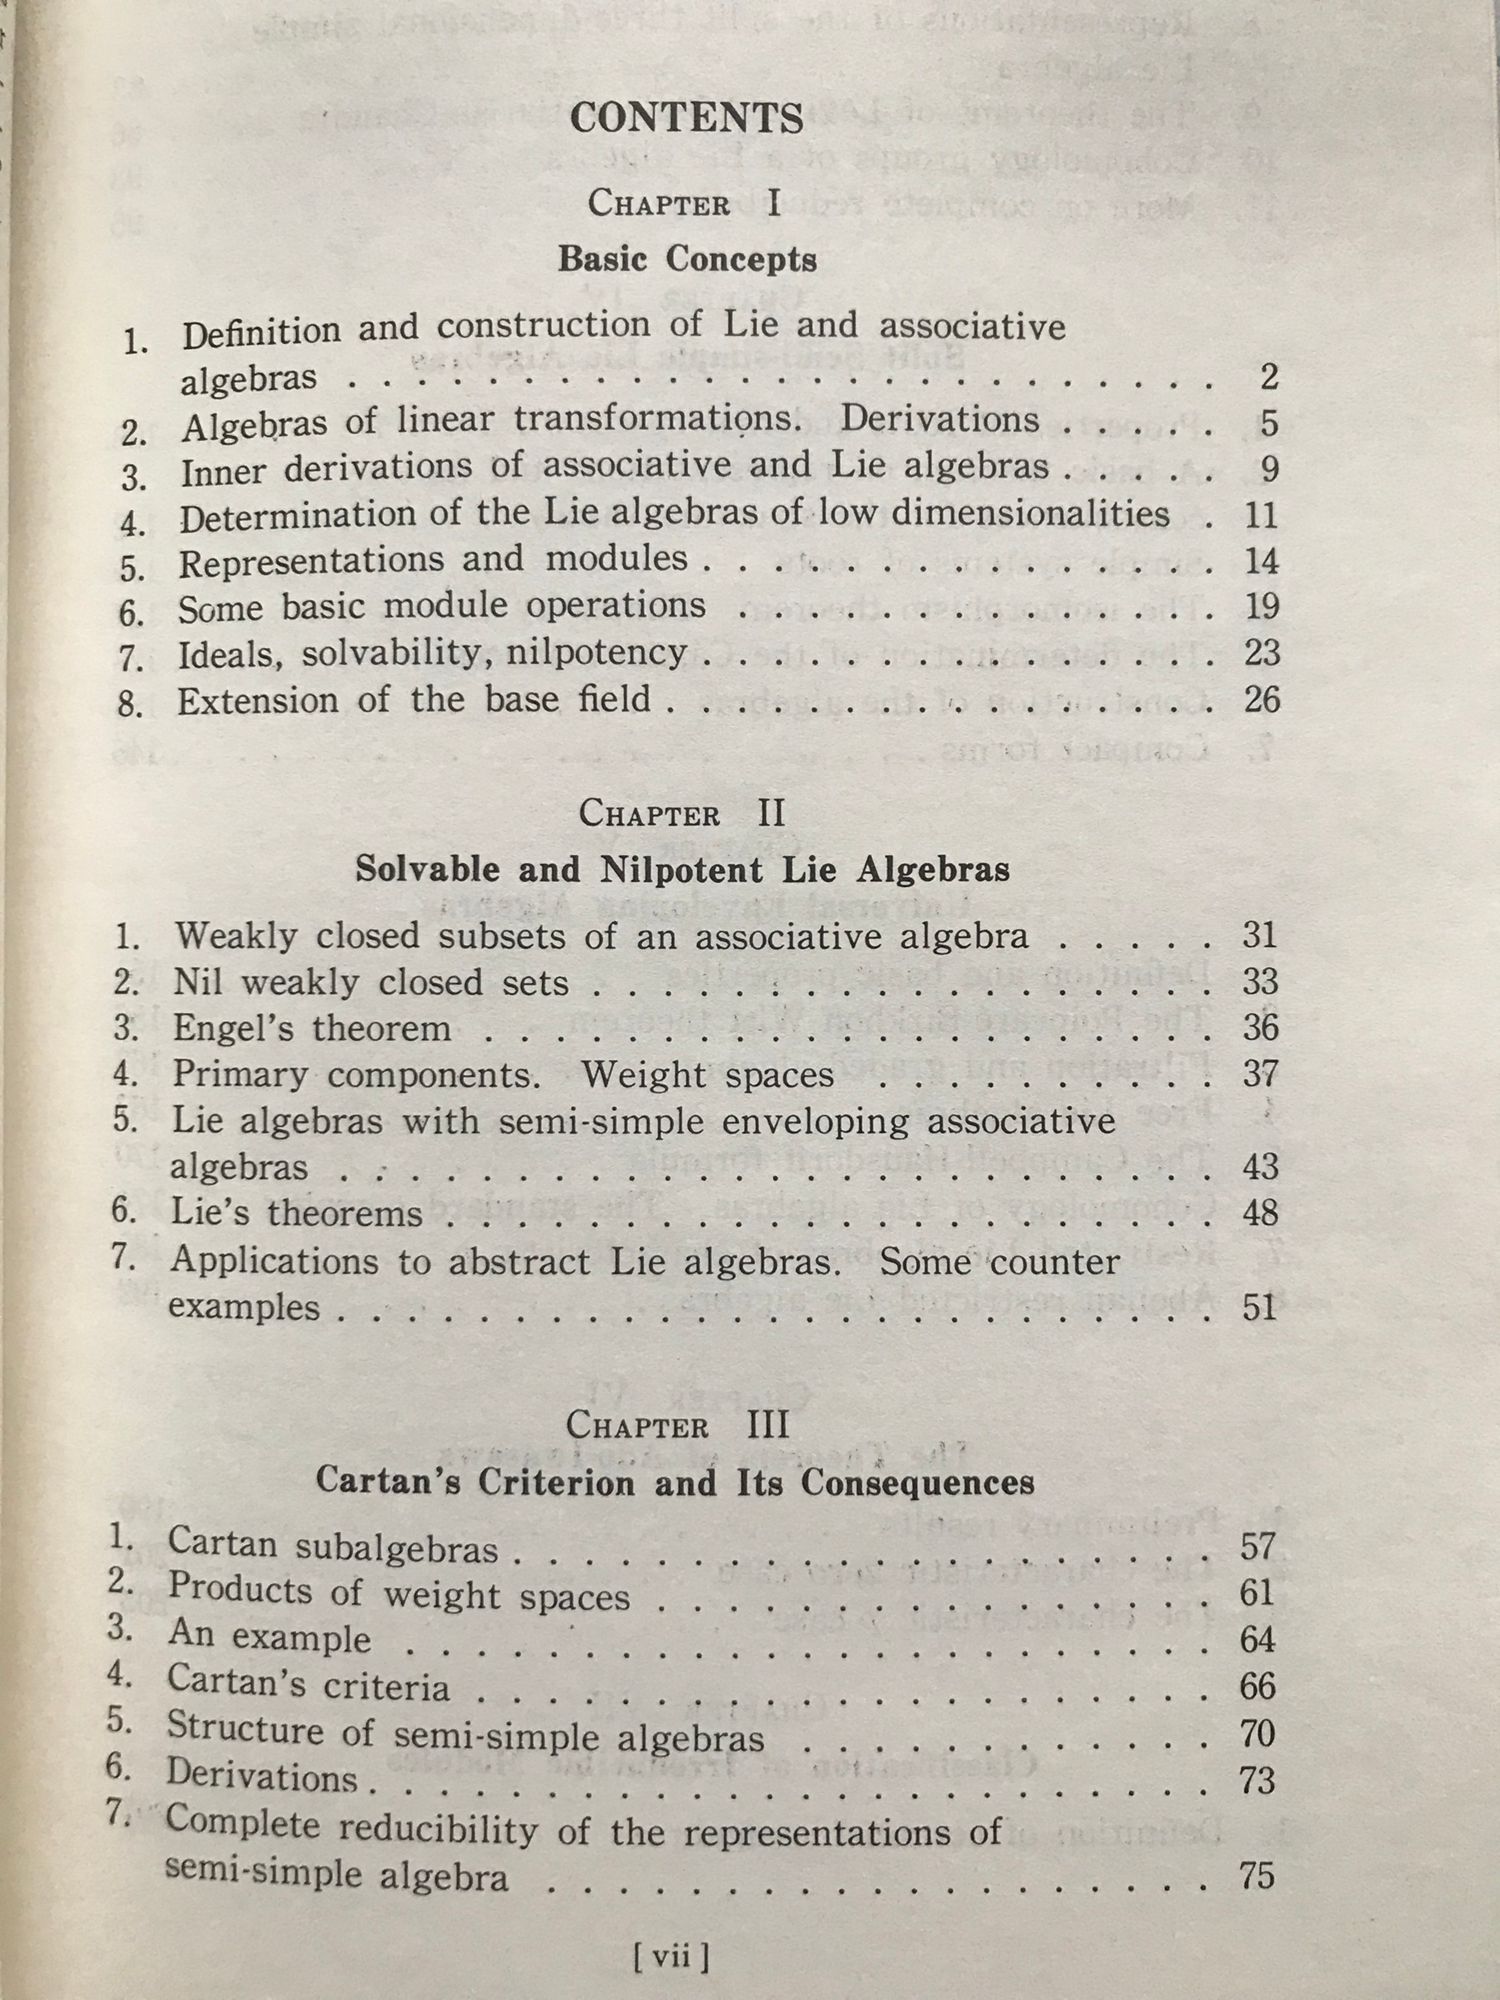 CONTENTS
CHAPTER I
Basic Concepts
1. Definition and construction of Lie and associative
algebras . . . . . . . . . . . . . . . . . . . . . . . . . 2
2. Algebras of linear transformations. Derivations . . . . . 5
3. Inner derivations of associative and Lie algebras . . . . . 9
4. Determination of the Lie algebras of low dimensionalities . 11
5. Representations and modules . . . . . . . . . . . . . . . 14
6. Some basic module operations . . . . . . . . . . . . . . 19
7. Ideals, solvability, nilpotency . . . . . . . . . . . . . . . 23
8. Extension of the base field . . . . . . . . . . . . . . . . 26
CHAPTER II
Solvable and Nilpotent Lie Algebras
1. Weakly closed subsets of an associative algebra . . . . . 31
2. Nil weakly closed sets . . . . . . . . . . . . . . . . . . 33
3. Engel's theorem . . . . . . . . . . . . . . . . . . . . . 36
4. Primary components. Weight spaces . . . . . . . . . . 37
5. Lie algebras with semi-simple enveloping associative
algebras . . . . . . . . . . . . . . . . . . . . . . . . . 43
6. Lie's theorems . . . . . . . . . . . . . . . . . . . . . . 48
7. Applications to abstract Lie algebras. Some counter
examples . . . . . . . . . . . . . . . . . . . . . . . . . 51
CHAPTER III
Cartan's Criterion and Its Consequences
1. Cartan subalgebras . . . . . . . . . . . . . . . . . . . . 57
2. Products of weight spaces . . . . . . . . . . . . . . . . 61
3. An example . . . . . . . . . . . . . . . . . . . . . . . 64
4. Cartan's criteria . . . . . . . . . . . . . . . . . . . . . 66
5. Structure of semi-simple algebras . . . . . . . . . . . . 70
6. Derivations . . . . . . . . . . . . . . . . . . . . . . . . 73
7. Complete reducibility of the representations of
semi-simple algebra . . . . . . . . . . . . . . . . . . . 75
[ vii ]